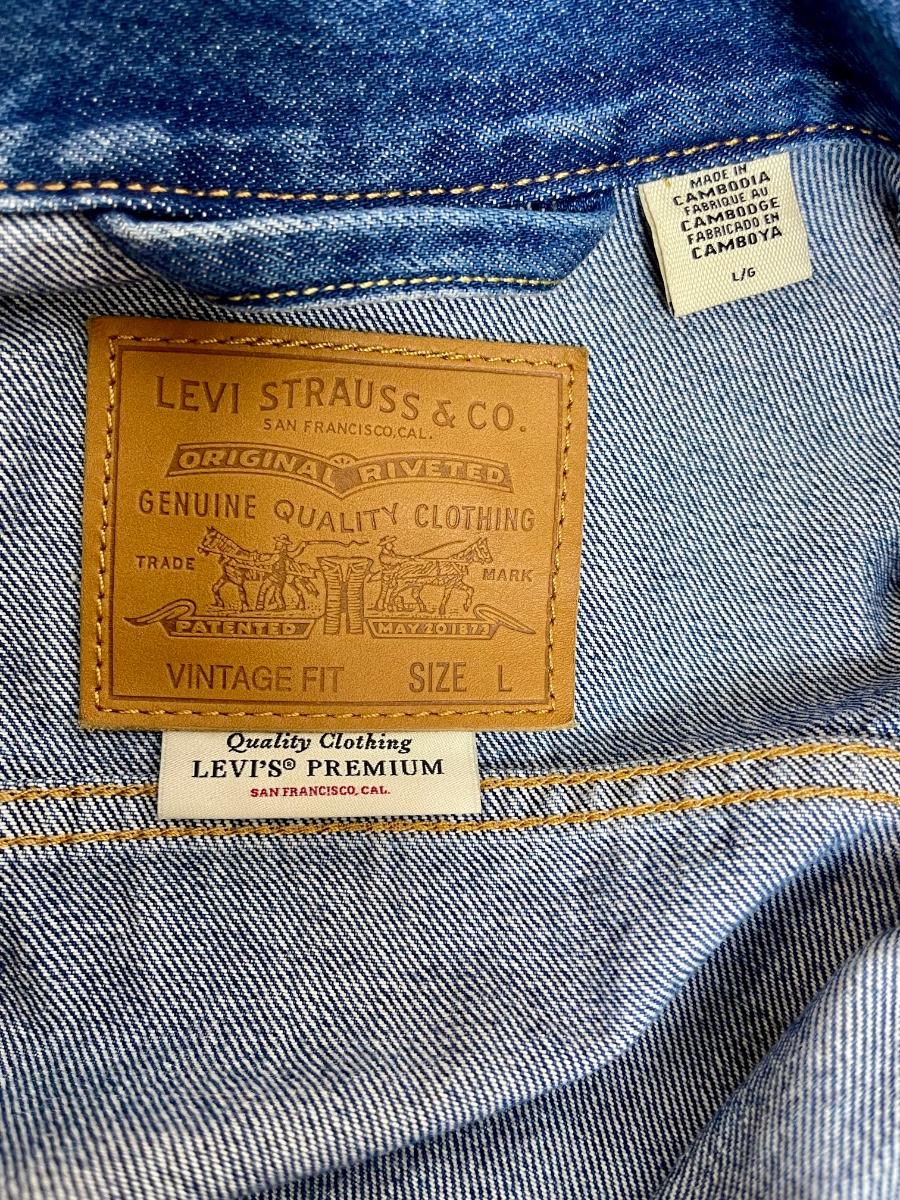 MADE IN
CAMBODIA
FABRIQUE AU
CAMBODGE
FABRICADO EN
CAMBOYA
L/G
LEVI STRAUSS & CO.
SAN FRANCISCO, CAL.
ORIGINAL RIVETED
GENUINE QUALITY CLOTHING
TRADE MARK
PATENTED MAY 20 1873
VINTAGE FIT SIZE L
Quality Clothing
LEVI'S® PREMIUM
SAN FRANCISCO, CAL.